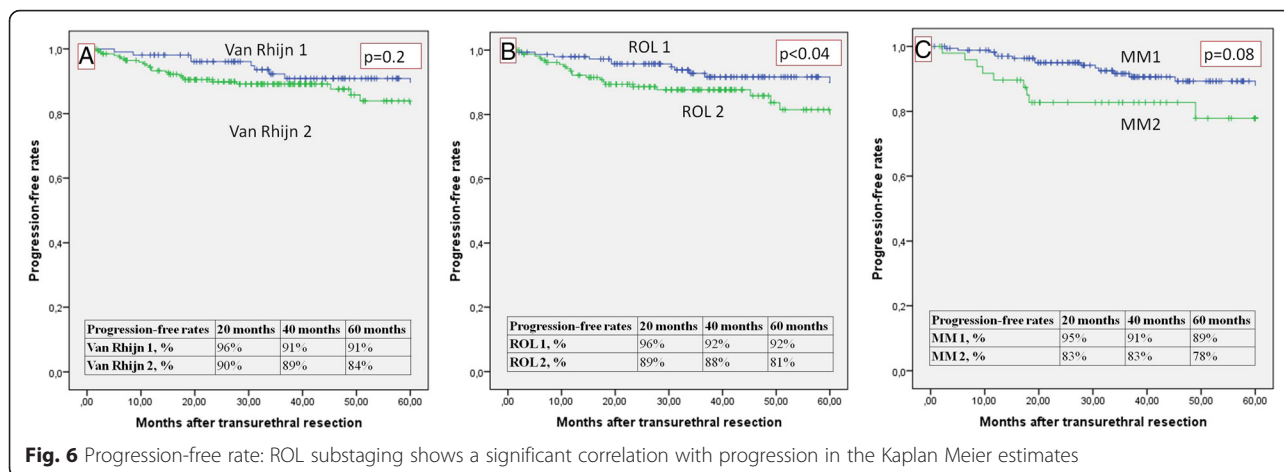 A
Van Rhijn 1
p=0.2
Van Rhijn 2
Progression-free rates
1,0
0,8
0,6
0,4
0,2
0,0
Progression-free rates 20 months 40 months 60 months
Van Rhijn 1, % 96% 91% 91%
Van Rhijn 2, % 90% 89% 84%
,00 10,00 20,00 30,00 40,00 50,00 60,00
Months after transurethral resection
B
ROL 1
p<0.04
ROL 2
Progression-free rates
1,0
0,8
0,6
0,4
0,2
0,0
Progression-free rates 20 months 40 months 60 months
ROL 1, % 96% 92% 92%
ROL 2, % 89% 88% 81%
,00 10,00 20,00 30,00 40,00 50,00 60,00
Months after transurethral resection
C
MM1
p=0.08
MM2
Progression-free rates
1,0
0,8
0,6
0,4
0,2
0,0
Progression-free rates 20 months 40 months 60 months
MM 1, % 95% 91% 89%
MM 2, % 83% 83% 78%
,00 10,00 20,00 30,00 40,00 50,00 60,00
Months after transurethral resection
Fig. 6 Progression-free rate: ROL substaging shows a significant correlation with progression in the Kaplan Meier estimates